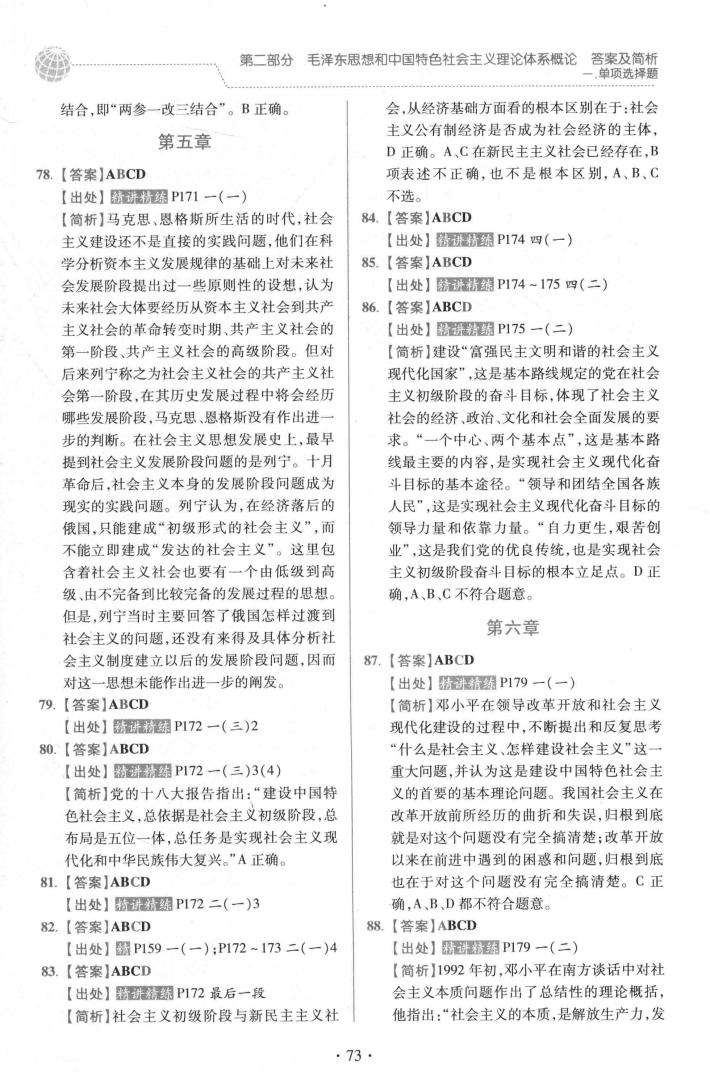 第二部分 毛泽东思想和中国特色社会主义理论体系概论 答案及简析
一、单项选择题
结合,即“两参一改三结合”。B 正确。
第五章
78.【答案】ABCD
【出处】精讲精练 P171 一(一)
【简析】马克思、恩格斯所生活的时代,社会
主义建设还不是直接的实践问题,他们在科
学分析资本主义发展规律的基础上对未来社
会发展阶段提出过一些原则性的设想,认为
未来社会大体要经历从资本主义社会到共产
主义社会的革命转变时期、共产主义社会的
第一阶段、共产主义社会的高级阶段。但对
后来列宁称之为社会主义社会的共产主义社
会第一阶段,在其历史发展过程中将会经历
哪些发展阶段,马克思、恩格斯没有作出进一
步的判断。在社会主义思想发展史上,最早
提到社会主义发展阶段问题的是列宁。十月
革命后,社会主义本身的发展阶段问题成为
现实的实践问题。列宁认为,在经济落后的
俄国,只能建成“初级形式的社会主义”,而
不能立即建成“发达的社会主义”。这里包
含着社会主义社会也要有一个由低级到高
级、由不完备到比较完备的发展过程的思想。
但是,列宁当时主要回答了俄国怎样过渡到
社会主义的问题,还没有来得及具体分析社
会主义制度建立以后的发展阶段问题,因而
对这一思想未能作出进一步的阐发。
79.【答案】ABCD
【出处】精讲精练 P172 一(三)2
80.【答案】ABCD
【出处】精讲精练 P172 一(三)3(4)
【简析】党的十八大报告指出:“建设中国特
色社会主义,总依据是社会主义初级阶段,总
布局是五位一体,总任务是实现社会主义现
代化和中华民族伟大复兴。”A 正确。
81.【答案】ABCD
【出处】精讲精练 P172 二(一)3
82.【答案】ABCD
【出处】精 P159 一(一);P172~173 二(一)4
83.【答案】ABCD
【出处】精讲精练 P172 最后一段
【简析】社会主义初级阶段与新民主主义社
会,从经济基础方面看的根本区别在于:社会
主义公有制经济是否成为社会经济的主体,
D 正确。A、C 在新民主主义社会已经存在,B
项表述不正确,也不是根本区别,A、B、C
不选。
84.【答案】ABCD
【出处】精讲精练 P174 四(一)
85.【答案】ABCD
【出处】精讲精练 P174~175 四(二)
86.【答案】ABCD
【出处】精讲精练 P175 一(二)
【简析】建设“富强民主文明和谐的社会主义
现代化国家”,这是基本路线规定的党在社会
主义初级阶段的奋斗目标,体现了社会主义
社会的经济、政治、文化和社会全面发展的要
求。“一个中心、两个基本点”,这是基本路
线最主要的内容,是实现社会主义现代化奋
斗目标的基本途径。“领导和团结全国各族
人民”,这是实现社会主义现代化奋斗目标的
领导力量和依靠力量。“自力更生,艰苦创
业”,这是我们党的优良传统,也是实现社会
主义初级阶段奋斗目标的根本立足点。D 正
确,A、B、C 不符合题意。
第六章
87.【答案】ABCD
【出处】精讲精练 P179 一(一)
【简析】邓小平在领导改革开放和社会主义
现代化建设的过程中,不断提出和反复思考
“什么是社会主义、怎样建设社会主义”这一
重大问题,并认为这是建设中国特色社会主
义的首要的基本理论问题。我国社会主义在
改革开放前所经历的曲折和失误,归根到底
就是对这个问题没有完全搞清楚;改革开放
以来在前进中遇到的困惑和问题,归根到底
也在于对这个问题没有完全搞清楚。C 正
确,A、B、D 都不符合题意。
88.【答案】ABCD
【出处】精讲精练 P179 一(二)
【简析】1992 年初,邓小平在南方谈话中对社
会主义本质问题作出了总结性的理论概括,
他指出:“社会主义的本质,是解放生产力,发
· 73 ·